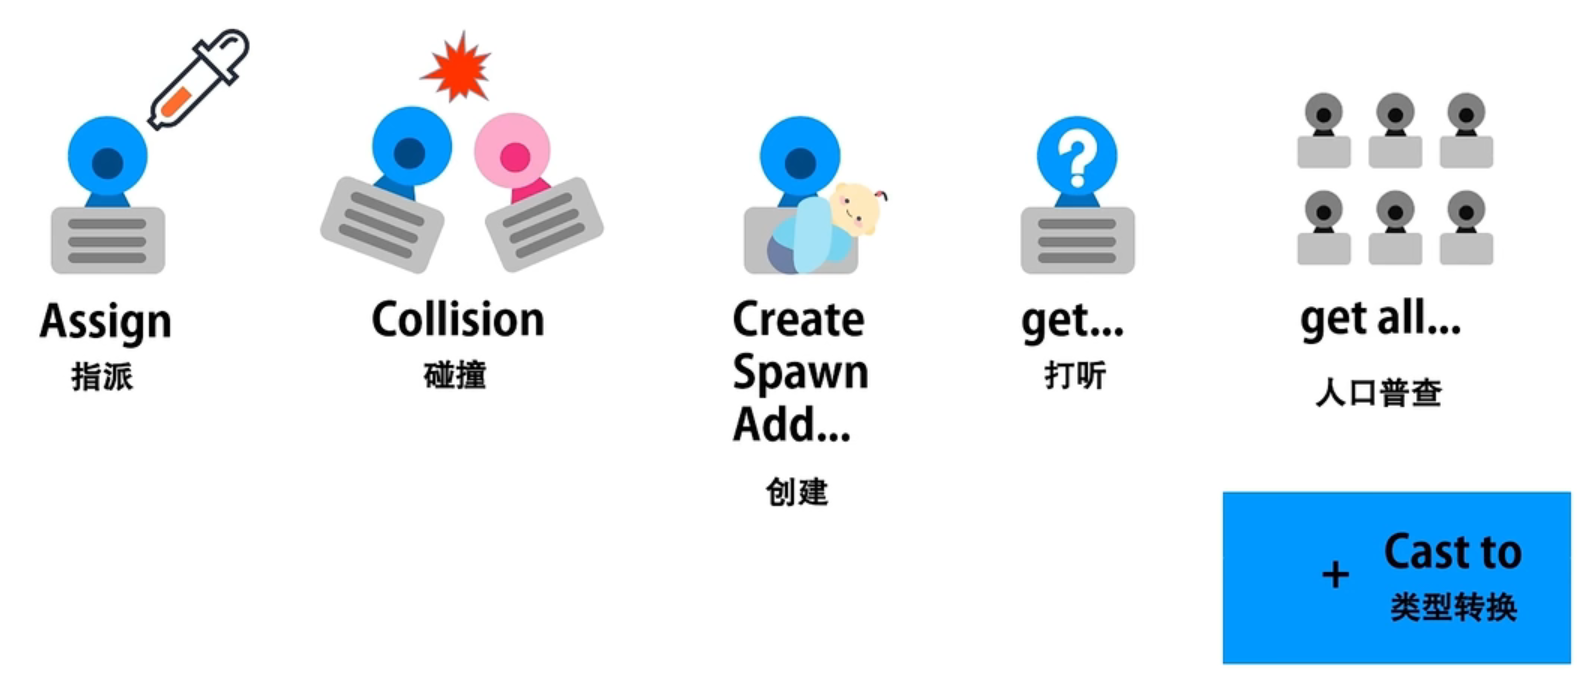 Assign
指派
Collision
碰撞
Create
Spawn
Add...
创建
?
get...
打听
get all...
人口普查
+ Cast to
类型转换